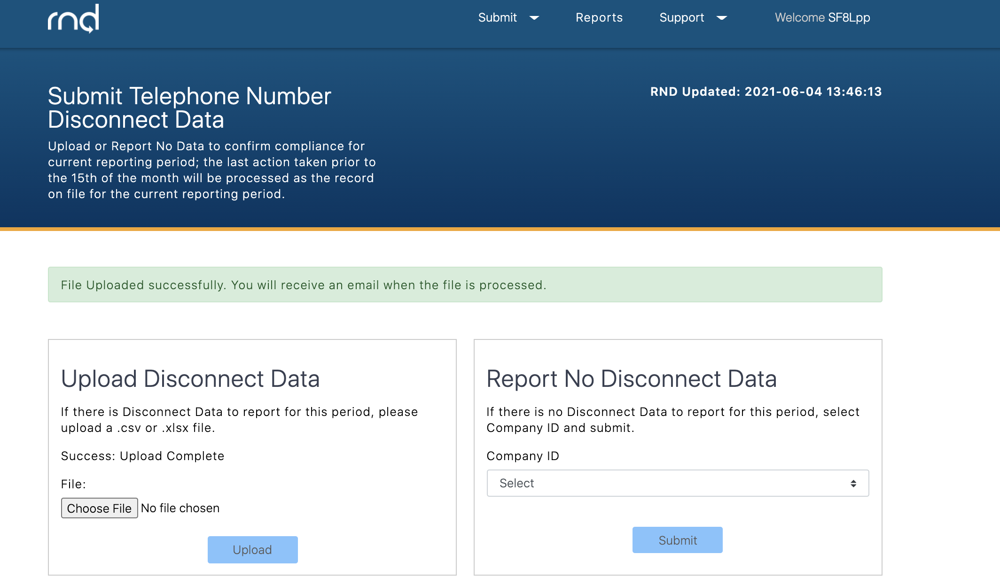 rnd
Submit
Reports
Support
Welcome SF8Lpp
Submit Telephone Number
Disconnect Data
RND Updated: 2021-06-04 13:46:13
Upload or Report No Data to confirm compliance for
current reporting period; the last action taken prior to
the 15th of the month will be processed as the record
on file for the current reporting period.
File Uploaded successfully. You will receive an email when the file is processed.
Upload Disconnect Data
If there is Disconnect Data to report for this period, please
upload a .csv or .xlsx file.
Success: Upload Complete
File:
Choose File No file chosen
Upload
Report No Disconnect Data
If there is no Disconnect Data to report for this period, select
Company ID and submit.
Company ID
Select
Submit